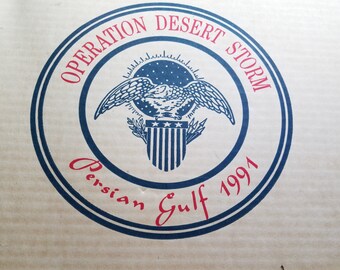 OPERATION DESERT STORM
Persian Gulf 1991